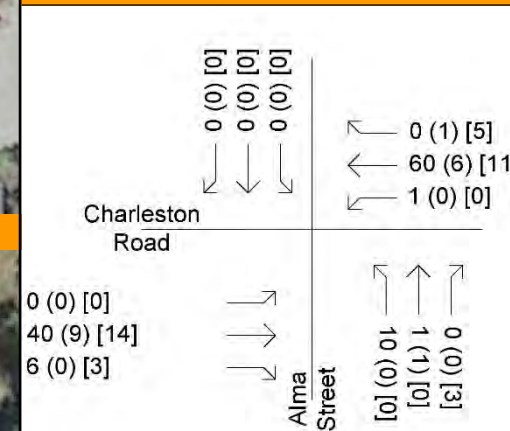 0 (0) [0]
0 (0) [0]
0 (0) [0]
0 (1) [5]
60 (6) [11
1 (0) [0]
Charleston
Road
0 (0) [0]
40 (9) [14]
6 (0) [3]
Alma
Street
10 (0) [0]
1 (1) [0]
0 (0) [3]